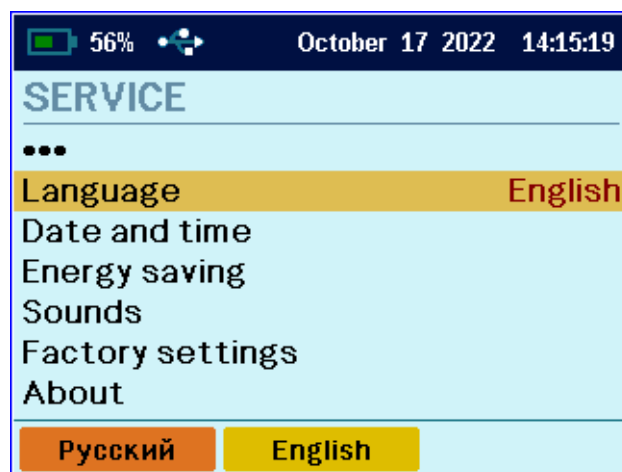 56% October 17 2022 14:15:19
SERVICE
•••
Language English
Date and time
Energy saving
Sounds
Factory settings
About
Русский English